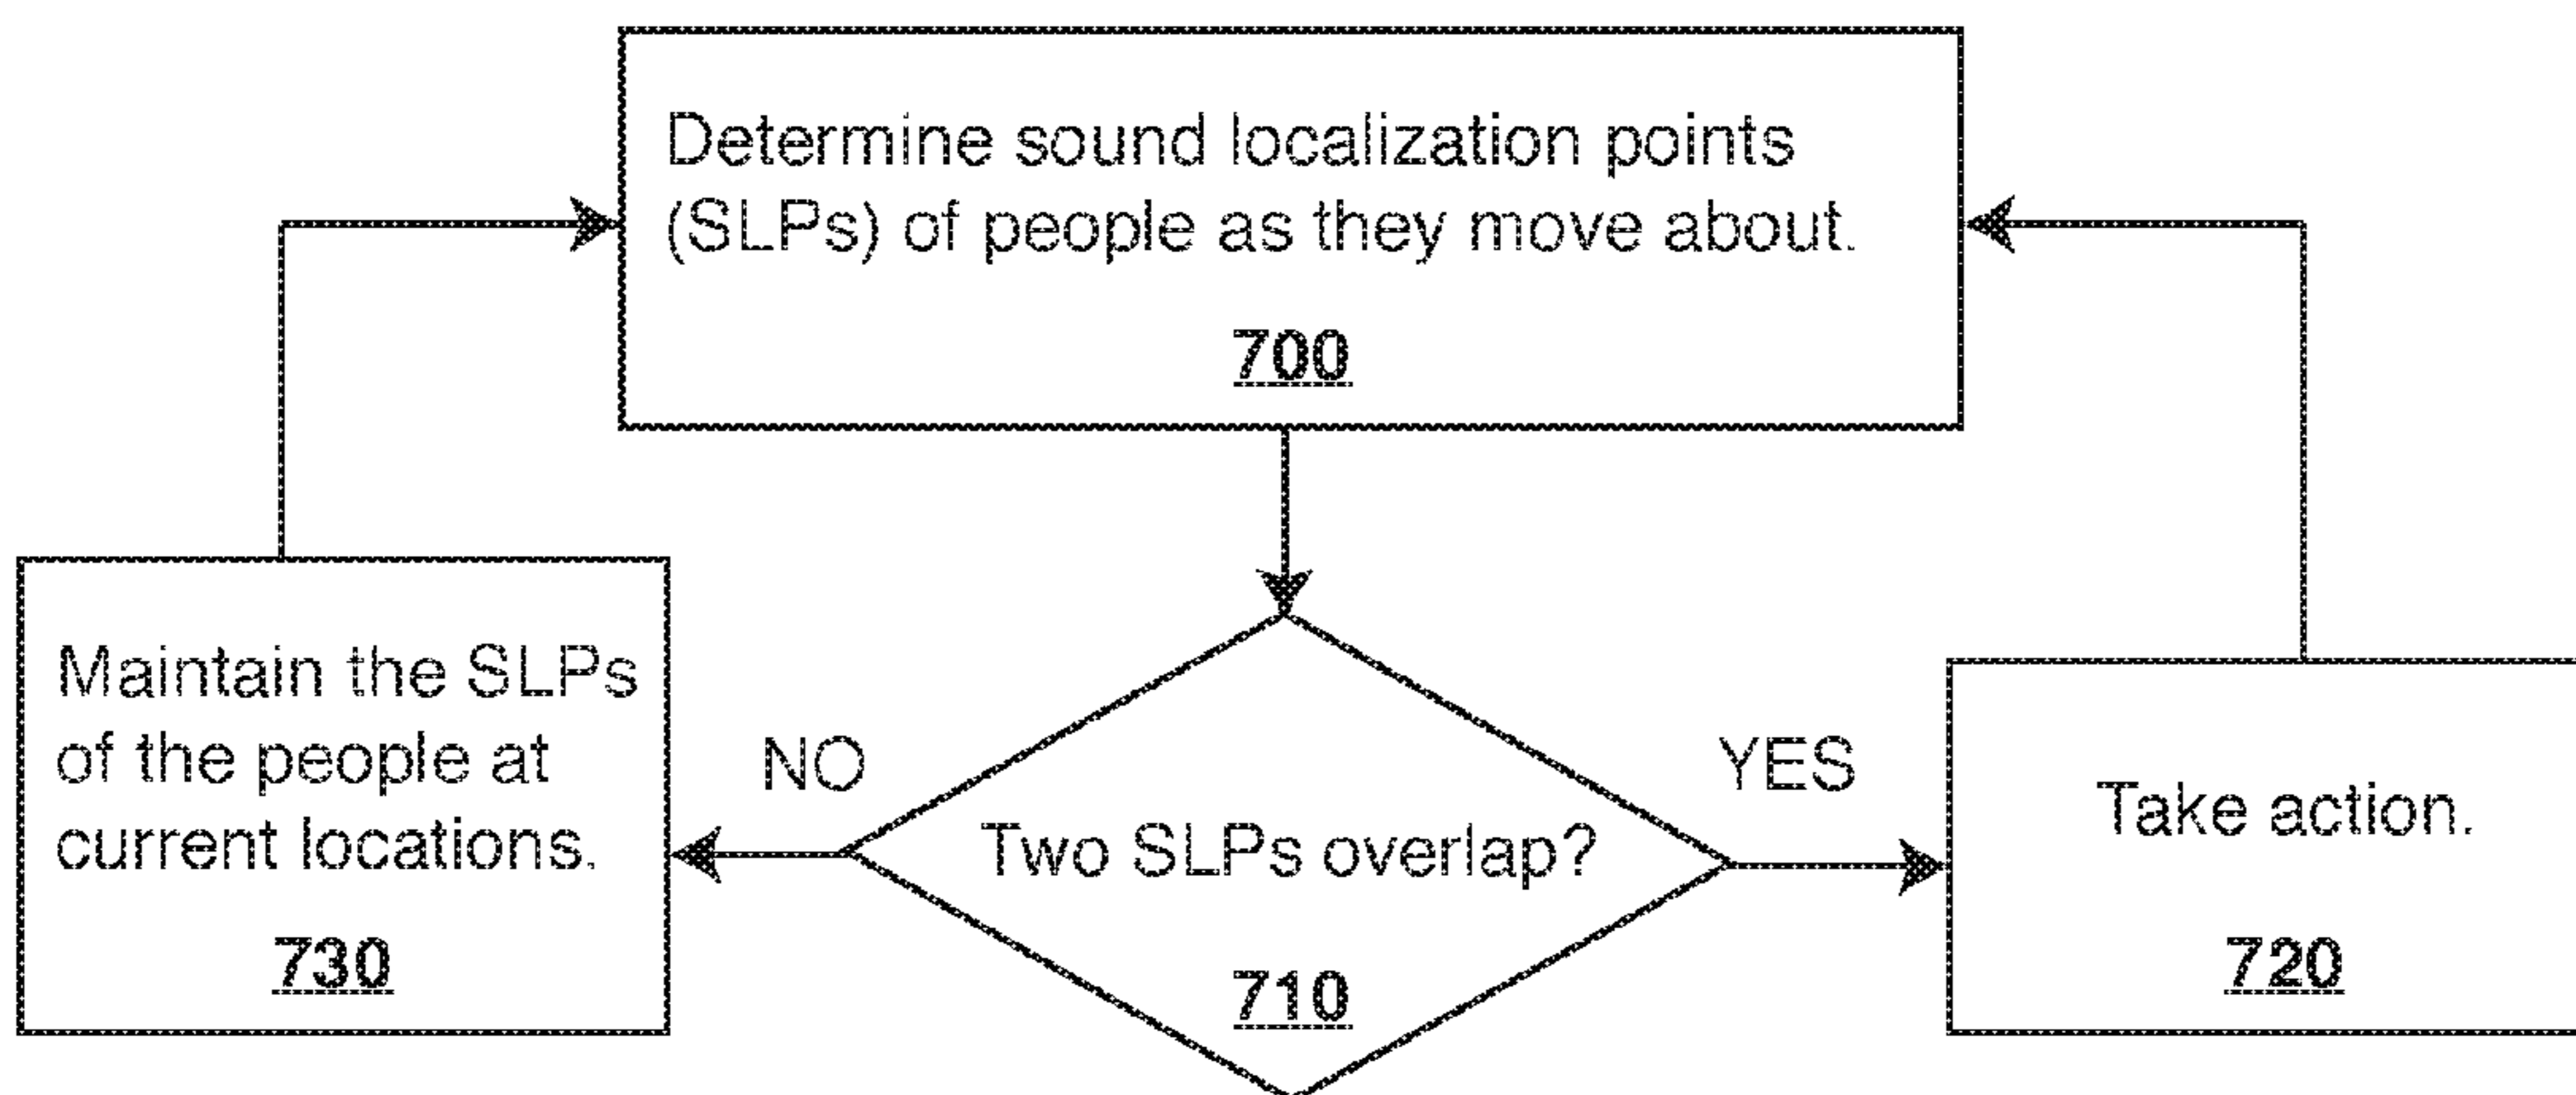 Determine sound localization points
(SLPs) of people as they move about.
700
Maintain the SLPs
of the people at
current locations.
730
NO
Two SLPs overlap?
710
YES
Take action.
720